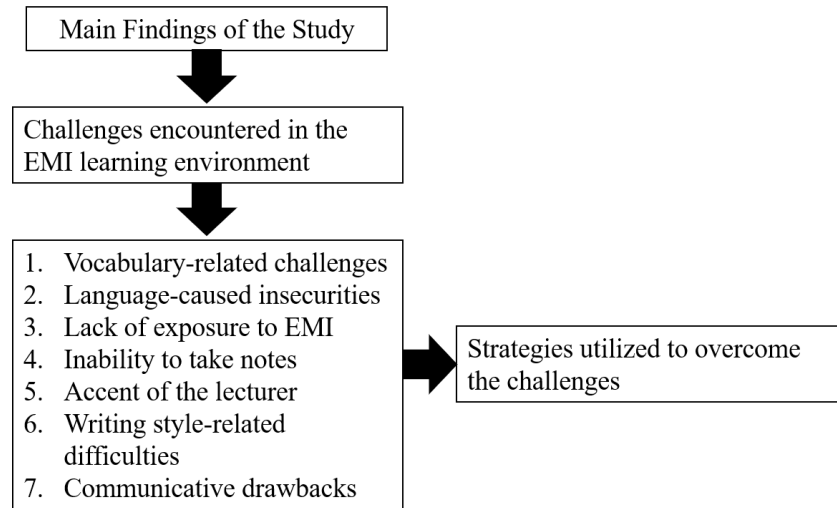 Main Findings of the Study
Challenges encountered in the
EMI learning environment
1. Vocabulary-related challenges
2. Language-caused insecurities
3. Lack of exposure to EMI
4. Inability to take notes
5. Accent of the lecturer
6. Writing style-related
difficulties
7. Communicative drawbacks
Strategies utilized to overcome
the challenges